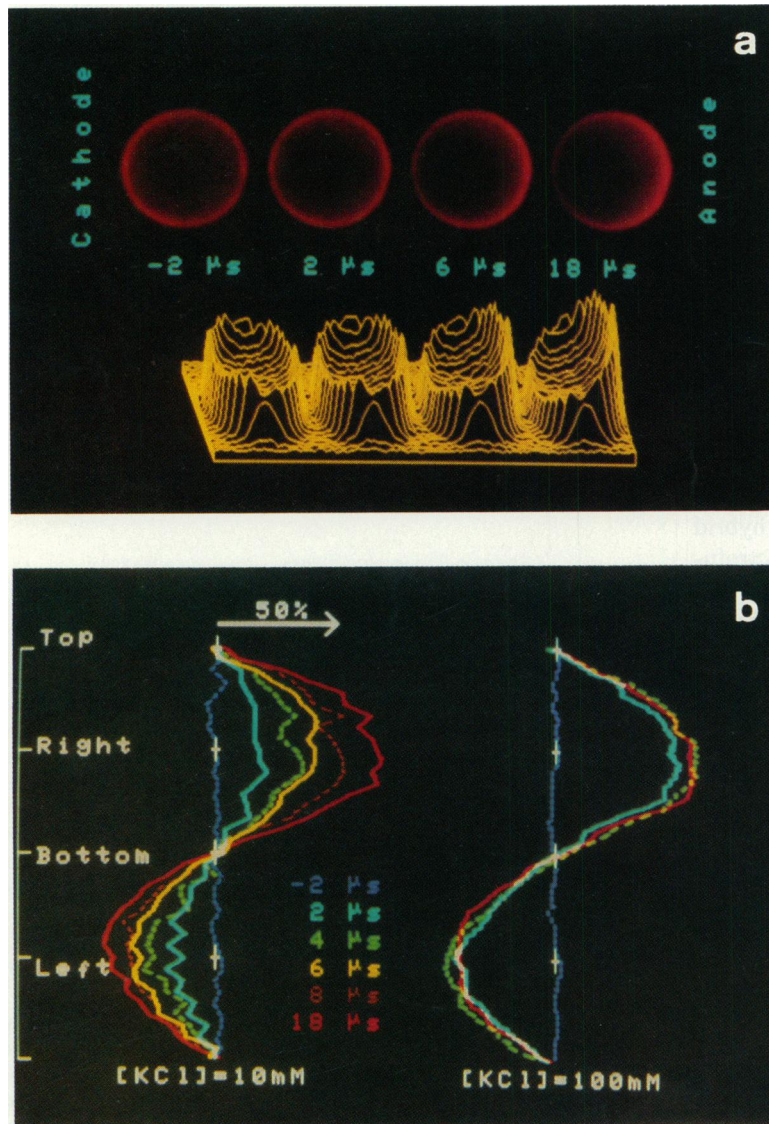 a
Cathode
Anode
-2 µs 2 µs 6 µs 18 µs
b
50%
Top
Right
Bottom
Left
-2 µs
2 µs
4 µs
6 µs
8 µs
18 µs
[KCl]=10mM [KCl]=100mM